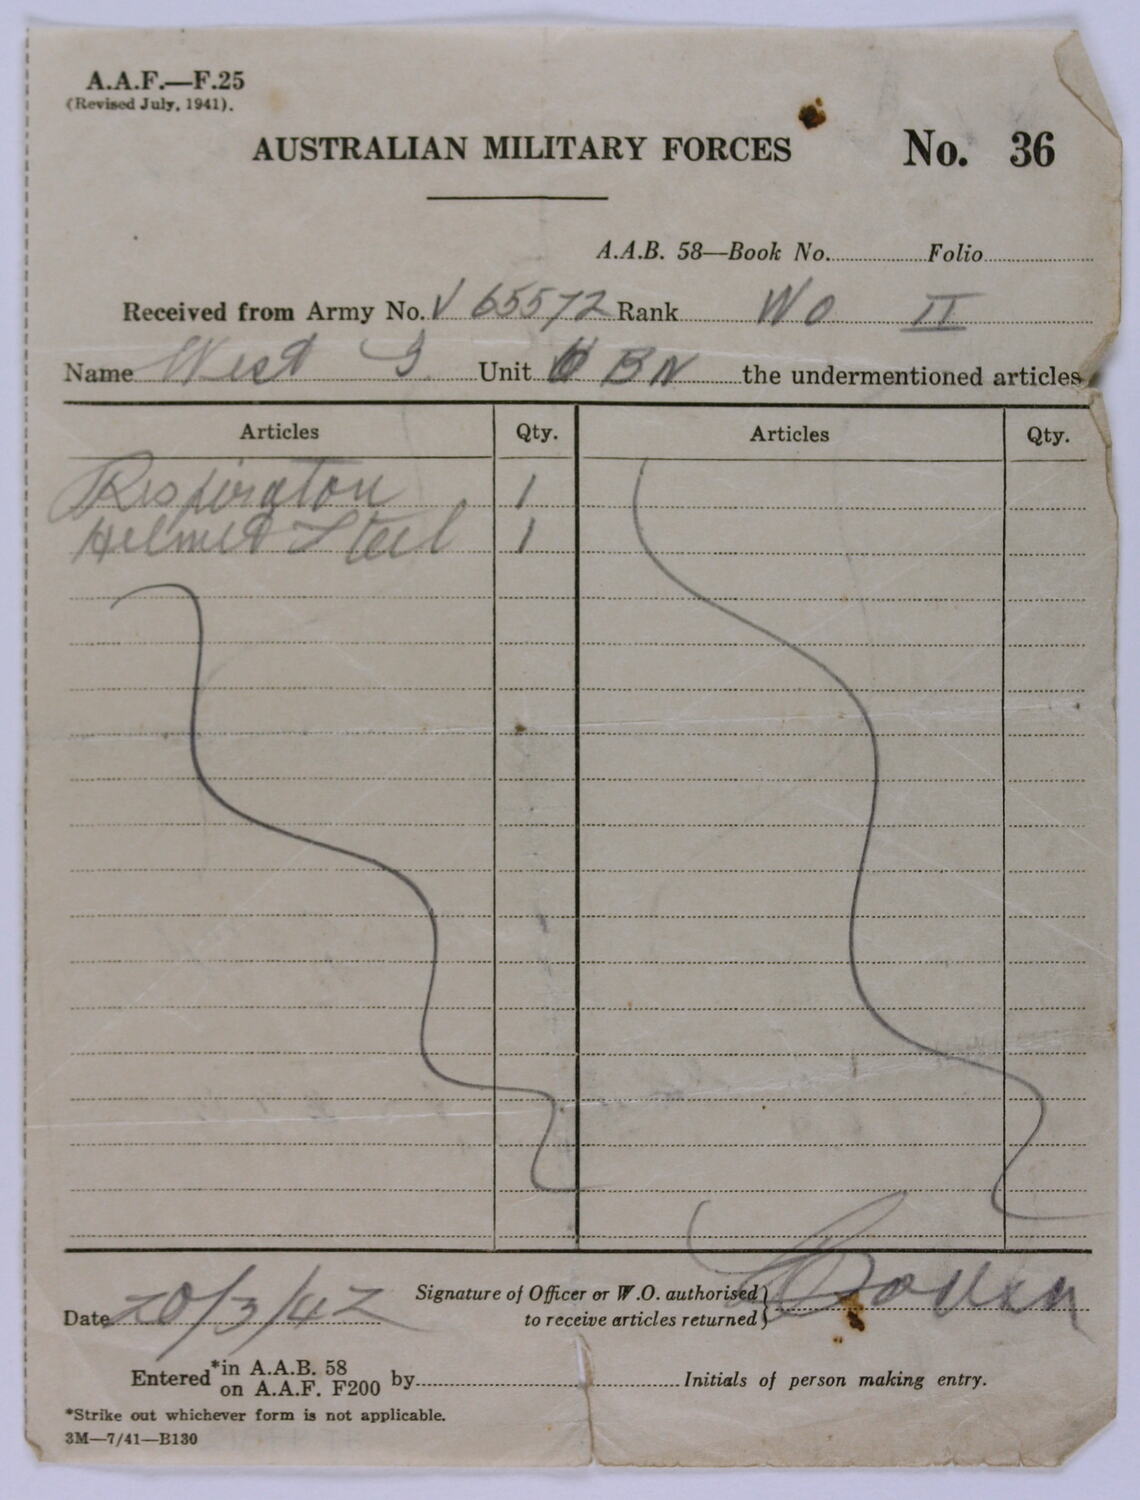 A.A.F.—F.25
(Revised July, 1941).
AUSTRALIAN MILITARY FORCES No. 36
A.A.B. 58—Book No. Folio
Received from Army No. V 65572 Rank WO II
Name West G Unit BN the undermentioned articles
Articles Qty. Articles Qty.
Respirator 1
Helmet Steel 1
Date 20/3/42 Signature of Officer or W.O. authorised
to receive articles returned
Entered *in A.A.B. 58
on A.A.F. F200 by Initials of person making entry.
*Strike out whichever form is not applicable.
3M—7/41—B130